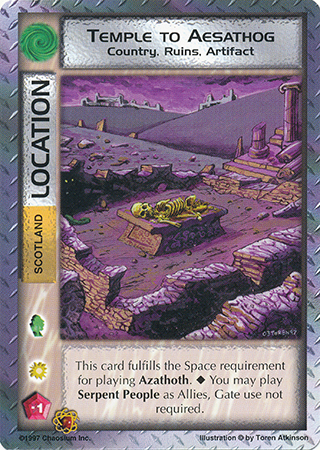 TEMPLE TO AESATHOG
Country, Ruins, Artifact
LOCATION
SCOTLAND
This card fulfills the Space requirement
for playing Azathoth. ◆ You may play
Serpent People as Allies, Gate use not
required.
-1
©1997 Chaosium Inc.
Illustration © by Toren Atkinson